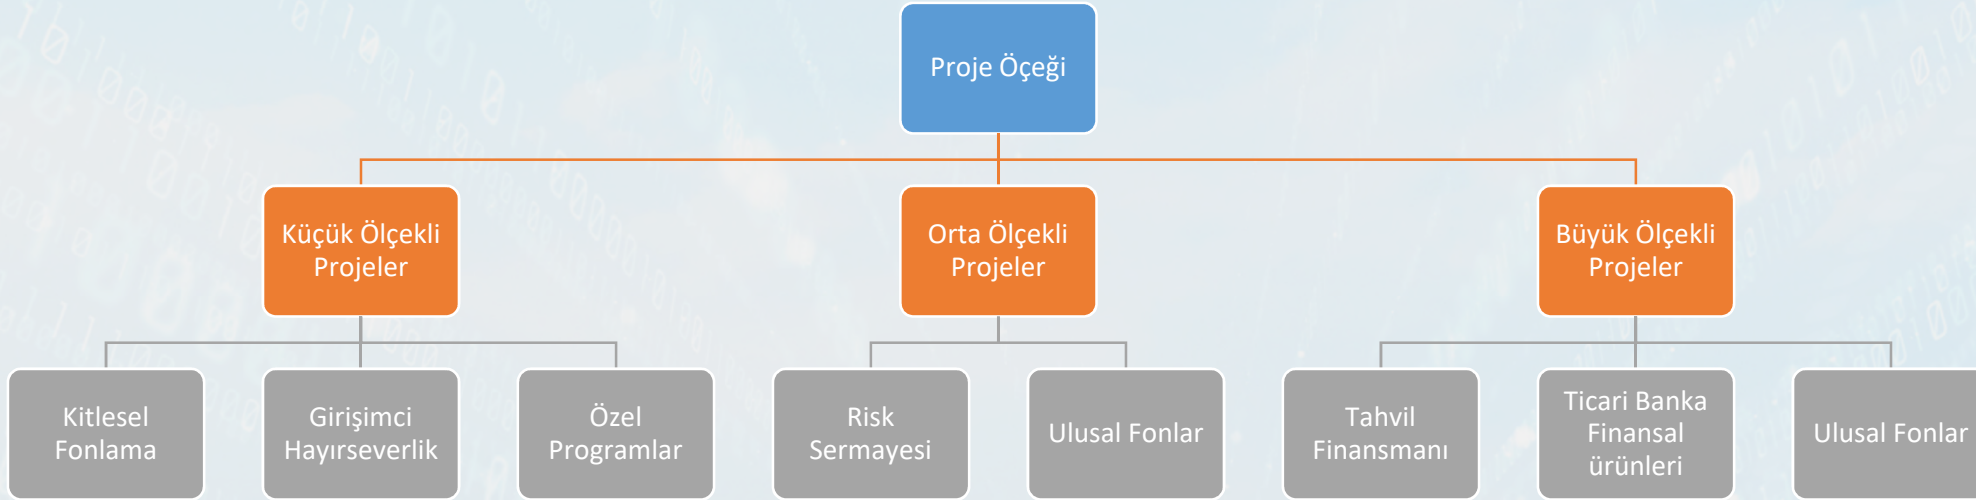 Proje Öçeği
Küçük Ölçekli
Projeler
Orta Ölçekli
Projeler
Büyük Ölçekli
Projeler
Kitlesel
Fonlama
Girişimci
Hayırseverlik
Özel
Programlar
Risk
Sermayesi
Ulusal Fonlar
Tahvil
Finansmanı
Ticari Banka
Finansal
ürünleri
Ulusal Fonlar